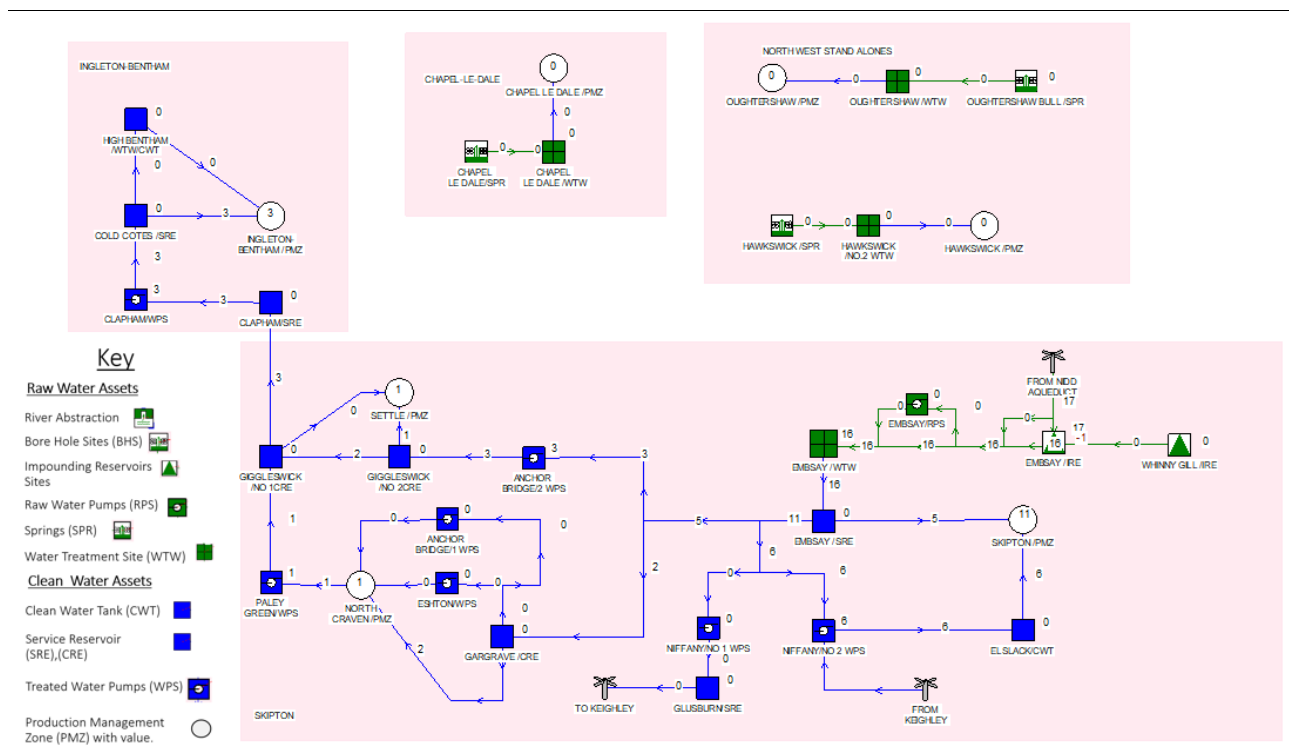 INGLETON-BENTHAM
0
HIGH BENTHAM
/WTW/CWT
0
0
0
COLD COTES /SRE
3
3
INGLETON-
BENTHAM /PMZ
3
3
CLAPHAM/WPS
3
0
CLAPHAM/SRE
CHAPEL-LE-DALE
0
CHAPEL LE DALE /PMZ
0
0
0
0
CHAPEL
LE DALE/SPR
CHAPEL
LE DALE /WTW
NORTH WEST STAND ALONES
0
0
0
0
0
OUGHTERSHAW /PMZ
OUGHTERSHAW /WTW
OUGHTERSHAW BULL /SPR
0
0
0
0
0
HAWKSWICK /SPR
HAWKSWICK
/NO.2 WTW
HAWKSWICK /PMZ
Key
Raw Water Assets
River Abstraction
Bore Hole Sites (BHS)
Impounding Reservoirs
Sites
Raw Water Pumps (RPS)
Springs (SPR)
Water Treatment Site (WTW)
Clean Water Assets
Clean Water Tank (CWT)
Service Reservoir
(SRE),(CRE)
Treated Water Pumps (WPS)
Production Management
Zone (PMZ) with value.
3
0
1
SETTLE /PMZ
0
GIGGLESWICK
/NO 1CRE
2
1
0
GIGGLESWICK
/NO 2CRE
3
3
ANCHOR
BRIDGE/2 WPS
3
1
1
PALEY
GREEN/WPS
1
1
NORTH
CRAVEN /PMZ
0
0
ANCHOR
BRIDGE/1 WPS
0
0
0
0
ESHTON/WPS
0
0
GARGRAVE /CRE
2
2
5
11
0
EMBSAY /SRE
5
11
SKIPTON /PMZ
6
16
16
EMBSAY /WTW
16
0
0
EMBSAY/RPS
0
16
16
0
FROM NIDD
AQUEDUCT
17
17
-1
16
EMBSAY /IRE
0
0
WHINNY GILL /IRE
6
0
6
0
NIFFANY/NO 1 WPS
0
0
GLUSBURN/SRE
0
TO KEIGHLEY
6
NIFFANY/NO 2 WPS
6
0
ELSLACK/CWT
FROM
KEIGHLEY
SKIPTON